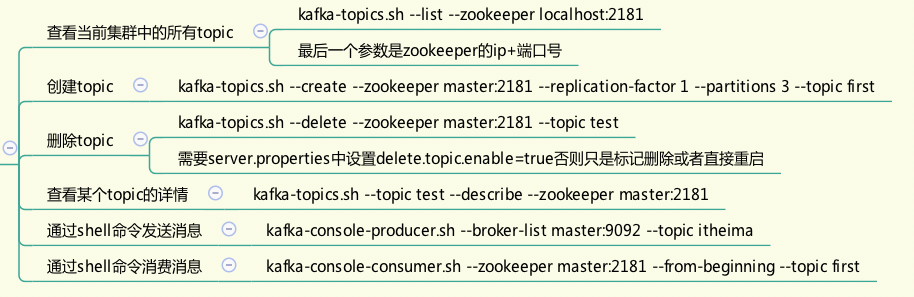 查看当前集群中的所有topic
kafka-topics.sh --list --zookeeper localhost:2181
最后一个参数是zookeeper的ip+端口号
创建topic
kafka-topics.sh --create --zookeeper master:2181 --replication-factor 1 --partitions 3 --topic first
删除topic
kafka-topics.sh --delete --zookeeper master:2181 --topic test
需要server.properties中设置delete.topic.enable=true否则只是标记删除或者直接重启
查看某个topic的详情
kafka-topics.sh --topic test --describe --zookeeper master:2181
通过shell命令发送消息
kafka-console-producer.sh --broker-list master:9092 --topic itheima
通过shell命令消费消息
kafka-console-consumer.sh --zookeeper master:2181 --from-beginning --topic first